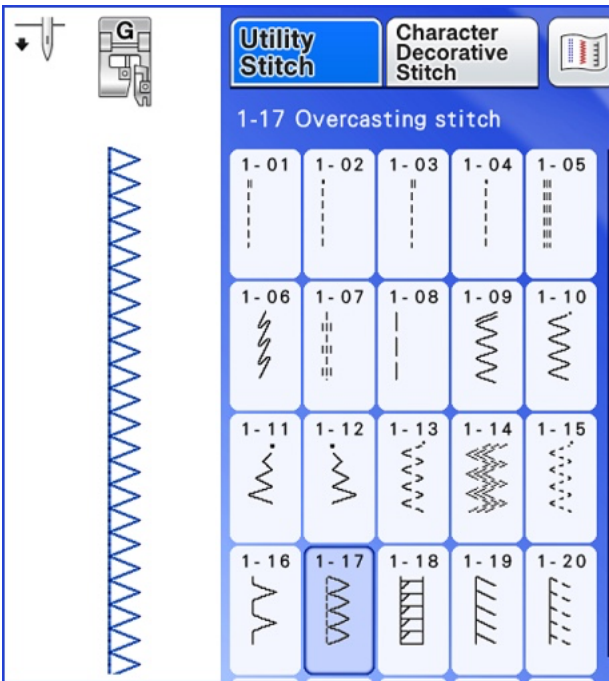 G
Utility
Stitch
Character
Decorative
Stitch
1-17 Overcasting stitch
1-01 1-02 1-03 1-04 1-05
1-06 1-07 1-08 1-09 1-10
1-11 1-12 1-13 1-14 1-15
1-16 1-17 1-18 1-19 1-20